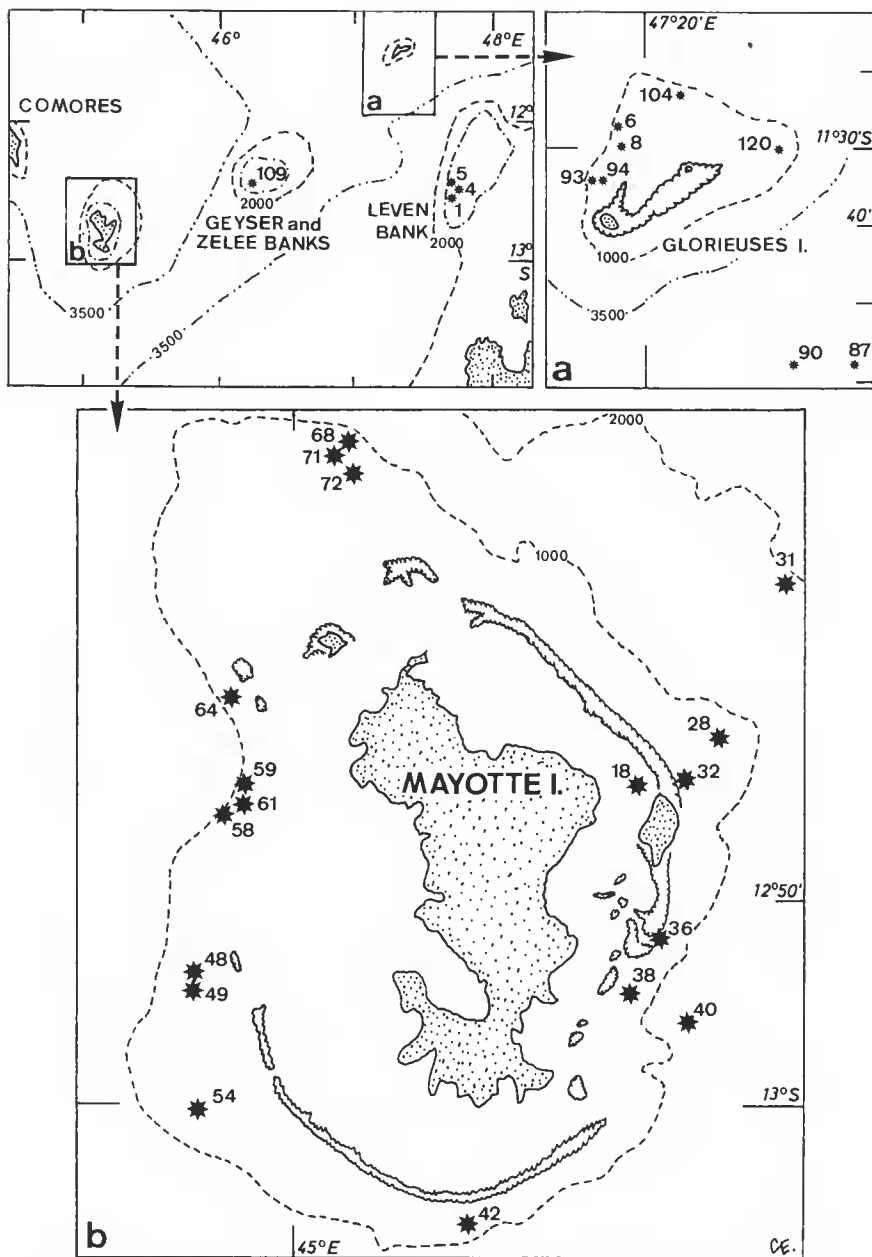 46°
48°E
COMORES
a
12°
109
2000
GEYSER and
ZELEE BANKS
LEVEN
BANK
5
4
1
2000
13°
S
b
3500
3500
47°20' E
104
6
8
120
11°30'S
93
94
40'
GLORIEUSES I.
1000
3500
90
87
a
2000
68
71
72
1000
31
64
28
59
61
58
18
32
MAYOTTE I.
12°50'
36
48
49
38
40
54
13°S
42
b
45°E
CE.